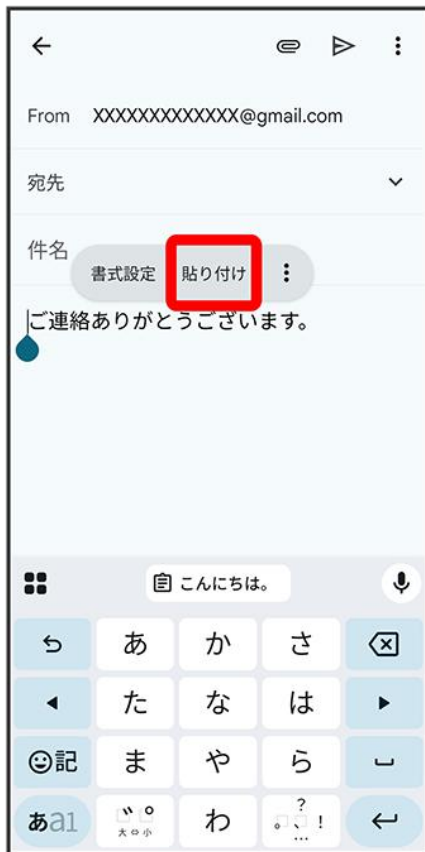 From XXXXXXXXXXXXX@gmail.com
宛先
件名
書式設定 貼り付け
ご連絡ありがとうございます。
こんにちは。
あ か さ
た な は
記 ま や ら
あa1 大⇔小 わ 。、?!…